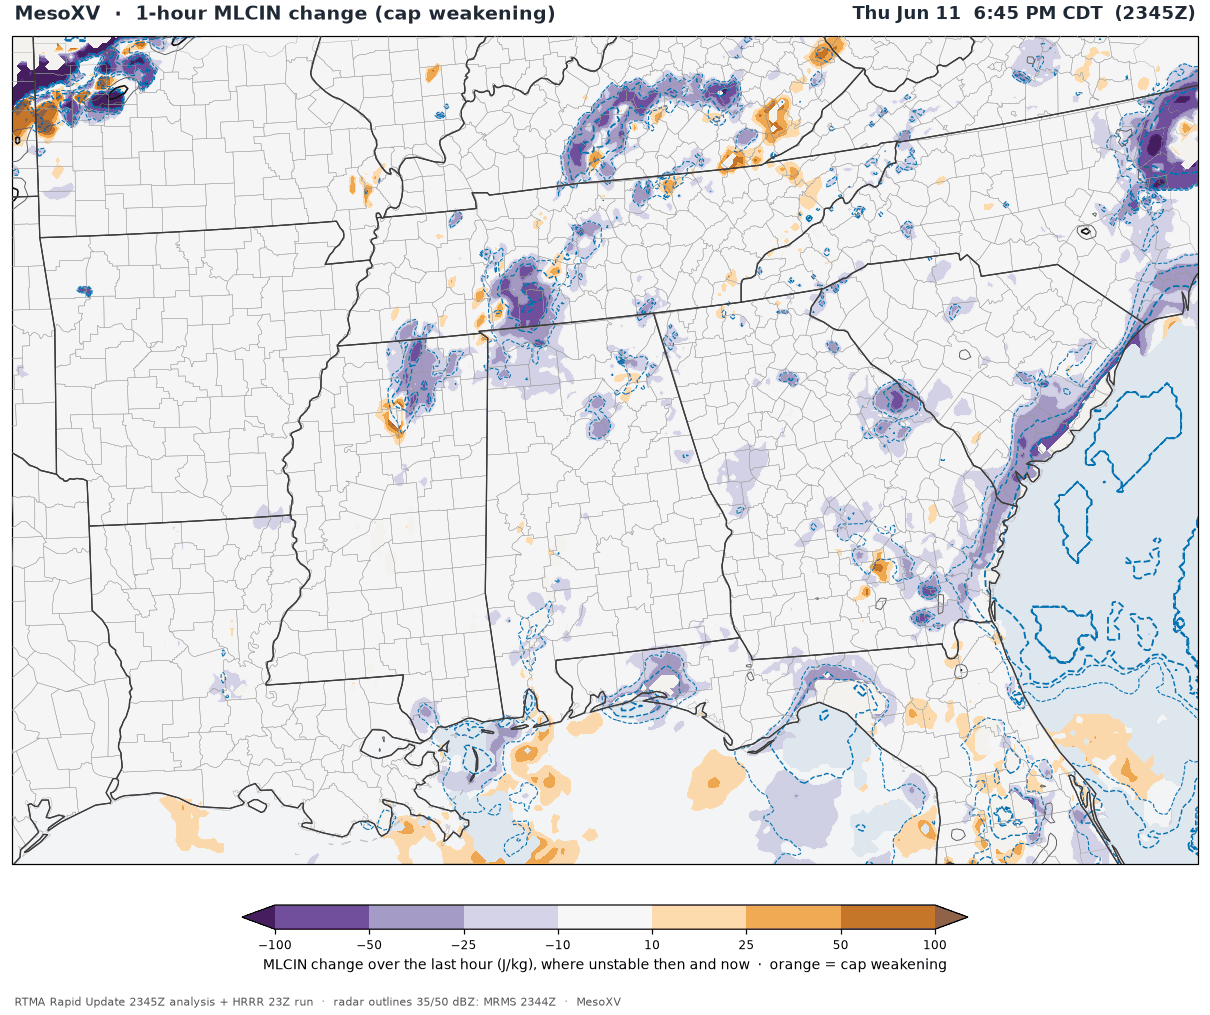 MesoXV · 1-hour MLCIN change (cap weakening)
Thu Jun 11 6:45 PM CDT (2345Z)
−100 −50 −25 −10 10 25 50 100
MLCIN change over the last hour (J/kg), where unstable then and now · orange = cap weakening
RTMA Rapid Update 2345Z analysis + HRRR 23Z run · radar outlines 35/50 dBZ: MRMS 2344Z · MesoXV